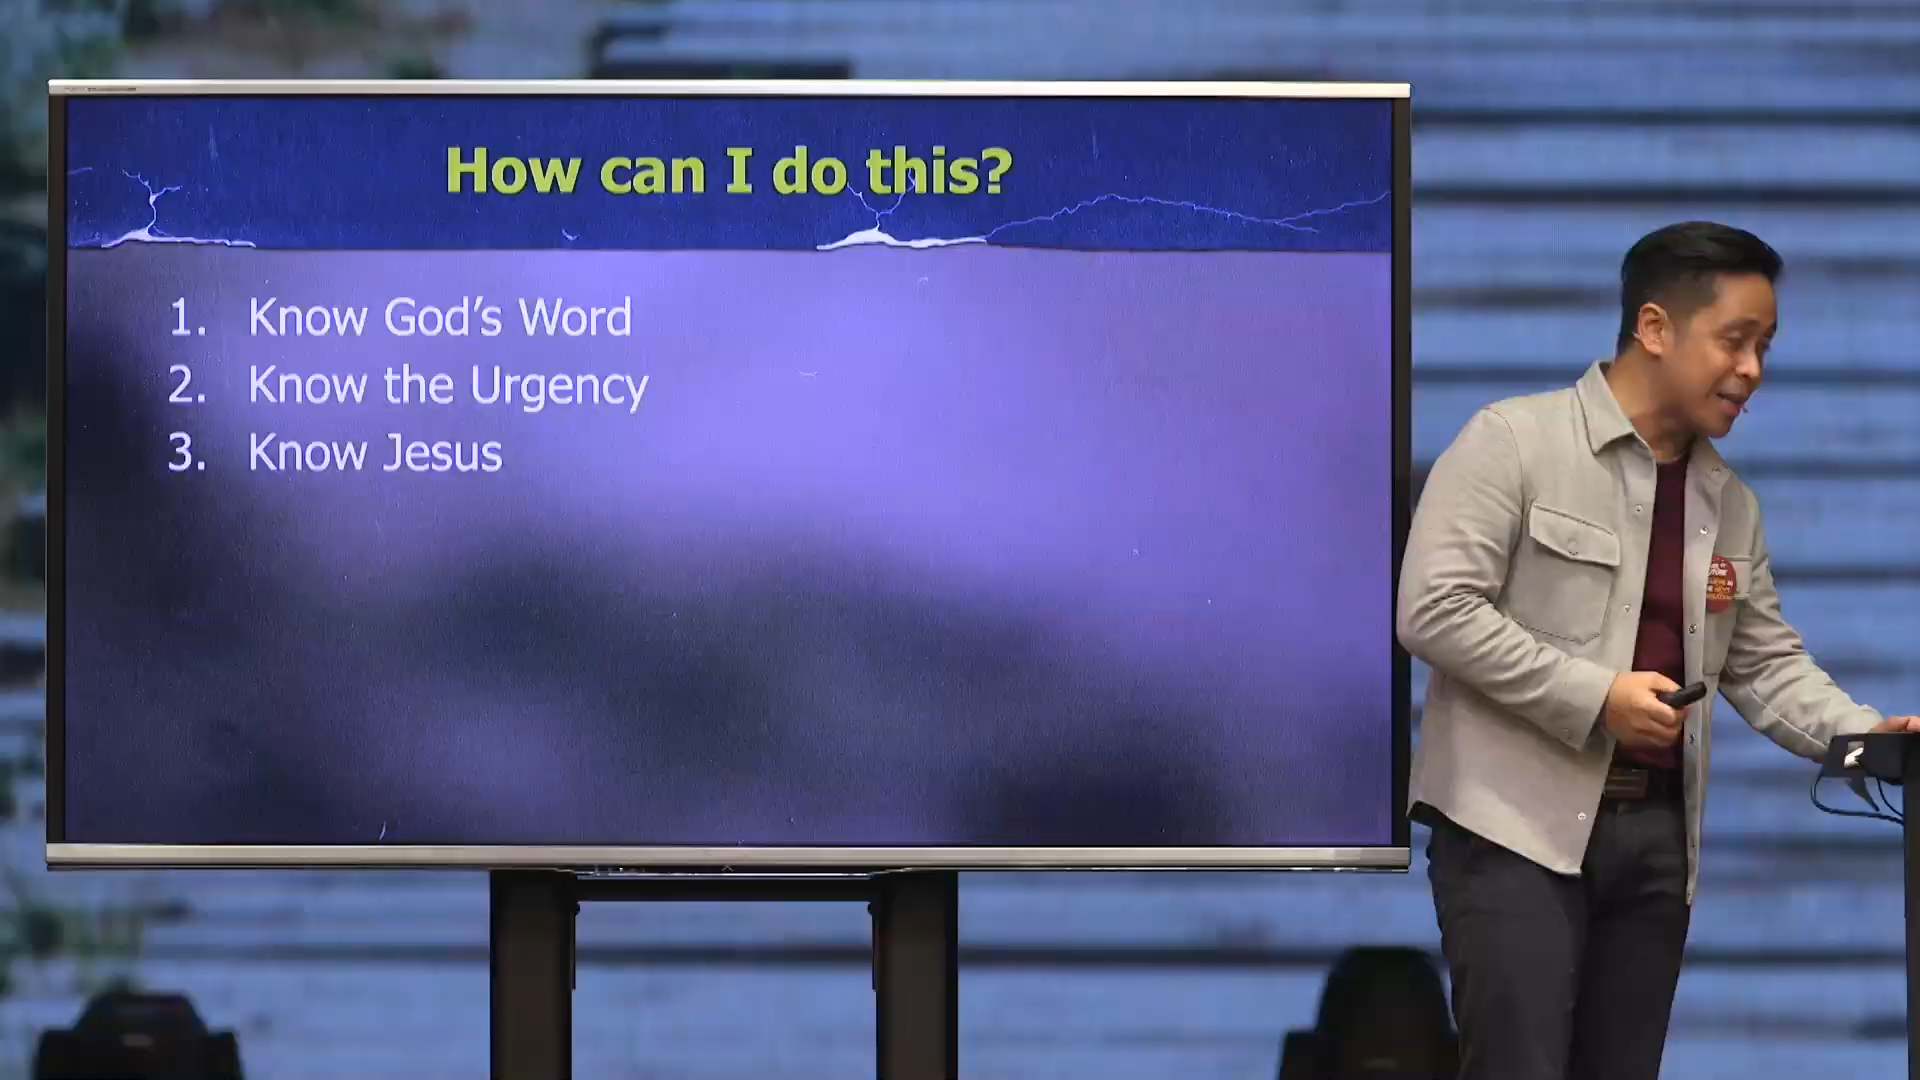 How can I do this?
1. Know God's Word
2. Know the Urgency
3. Know Jesus